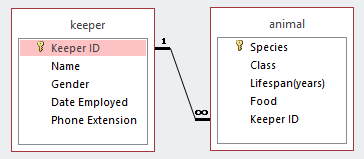 keeper
Keeper ID
Name
Gender
Date Employed
Phone Extension
1
∞
animal
Species
Class
Lifespan(years)
Food
Keeper ID